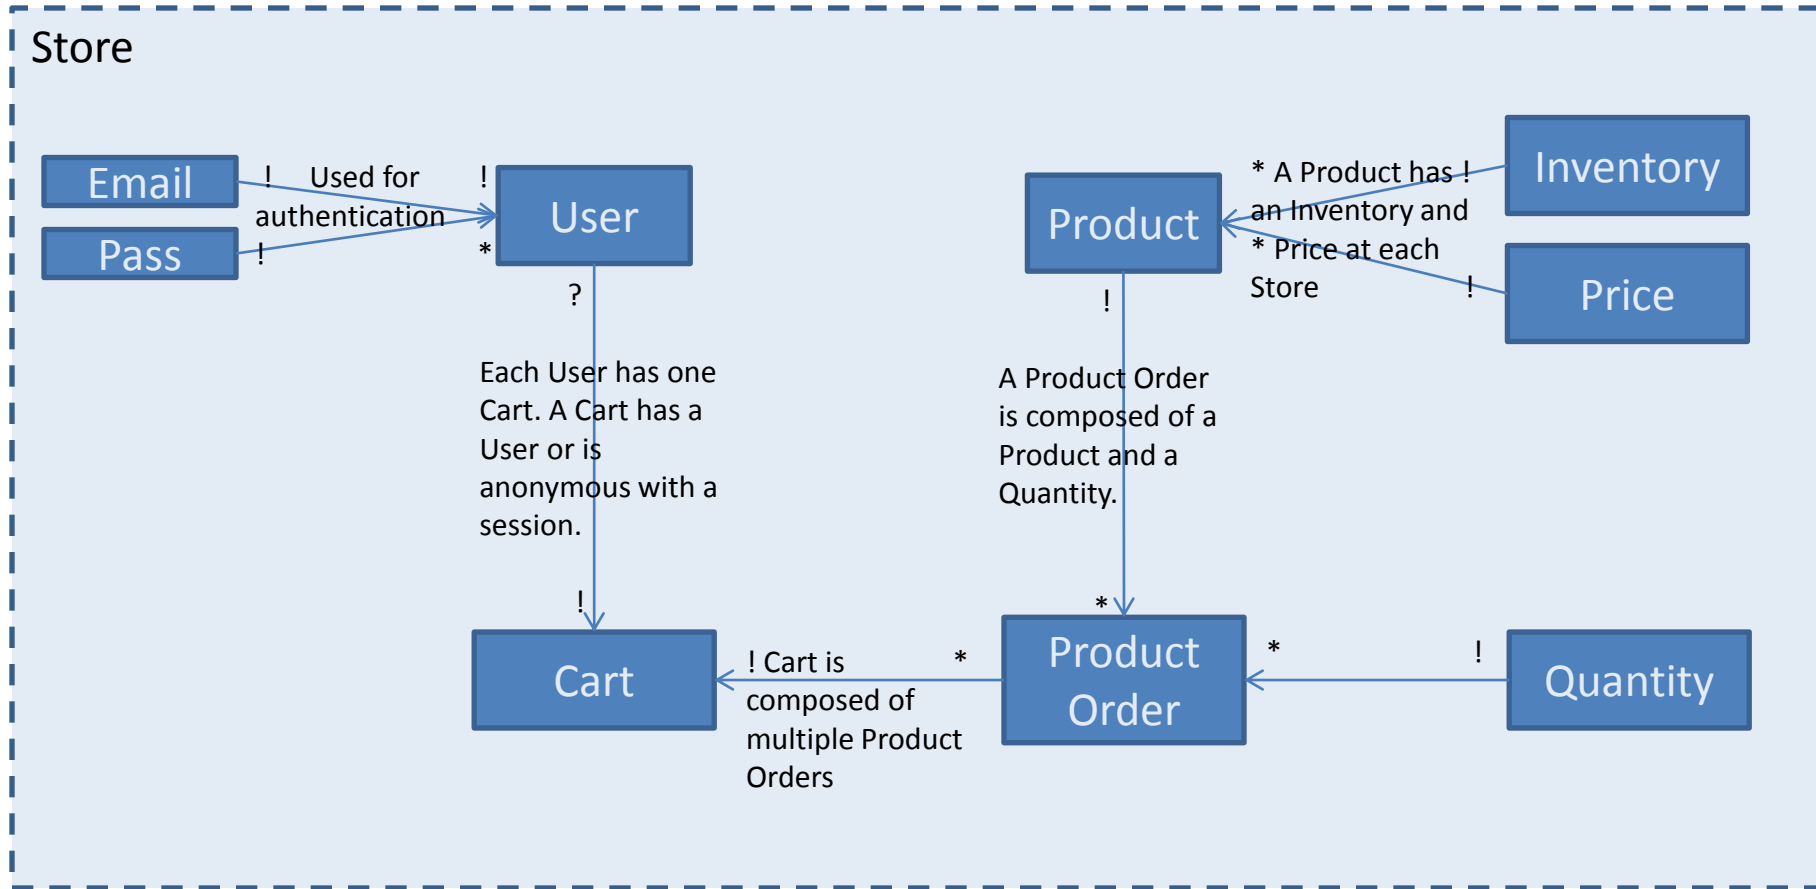 Store
Email
! Used for !
authentication
Pass
!
*
User
?
Each User has one
Cart. A Cart has a
User or is
anonymous with a
session.
!
Cart
Inventory
* A Product has !
an Inventory and
* Price at each
Store !
Product
Price
!
A Product Order
is composed of a
Product and a
Quantity.
*
Product
Order
! Cart is *
composed of
multiple Product
Orders
* !
Quantity